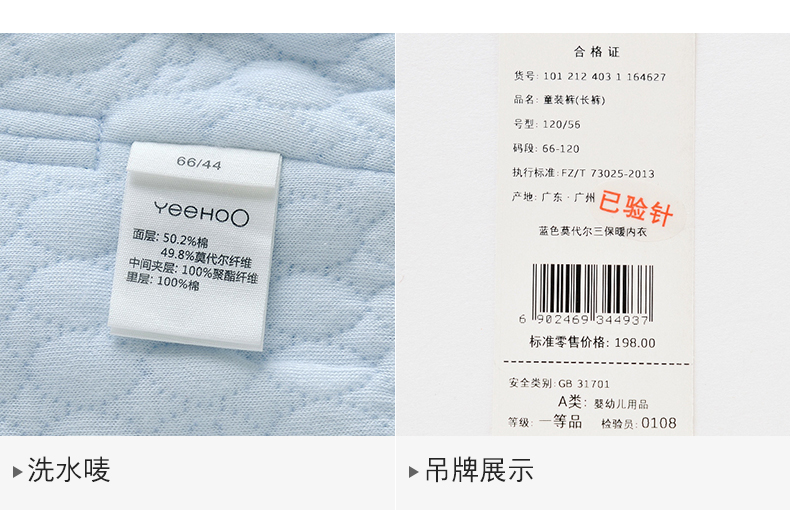 66/44
YeeHOO
面层: 50.2%棉
49.8%莫代尔纤维
中间夹层: 100%聚酯纤维
里层: 100%棉
洗水唛
合格证
货号: 101 212 403 1 164627
品名: 童装裤(长裤)
号型: 120/56
码段: 66-120
执行标准: FZ/T 73025-2013
产地: 广东·广州
已验针
蓝色莫代尔三保暖内衣
6 902469 344937
标准零售价格: 198.00
安全类别: GB 31701
A类: 婴幼儿用品
等级: 一等品 检验员: 0108
吊牌展示